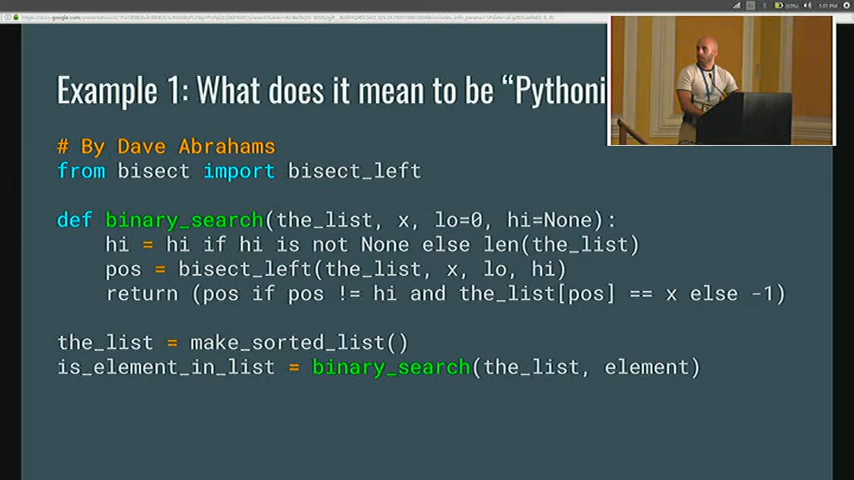 Example 1: What does it mean to be “Pythoni
# By Dave Abrahams
from bisect import bisect_left
def binary_search(the_list, x, lo=0, hi=None):
hi = hi if hi is not None else len(the_list)
pos = bisect_left(the_list, x, lo, hi)
return (pos if pos != hi and the_list[pos] == x else -1)
the_list = make_sorted_list()
is_element_in_list = binary_search(the_list, element)